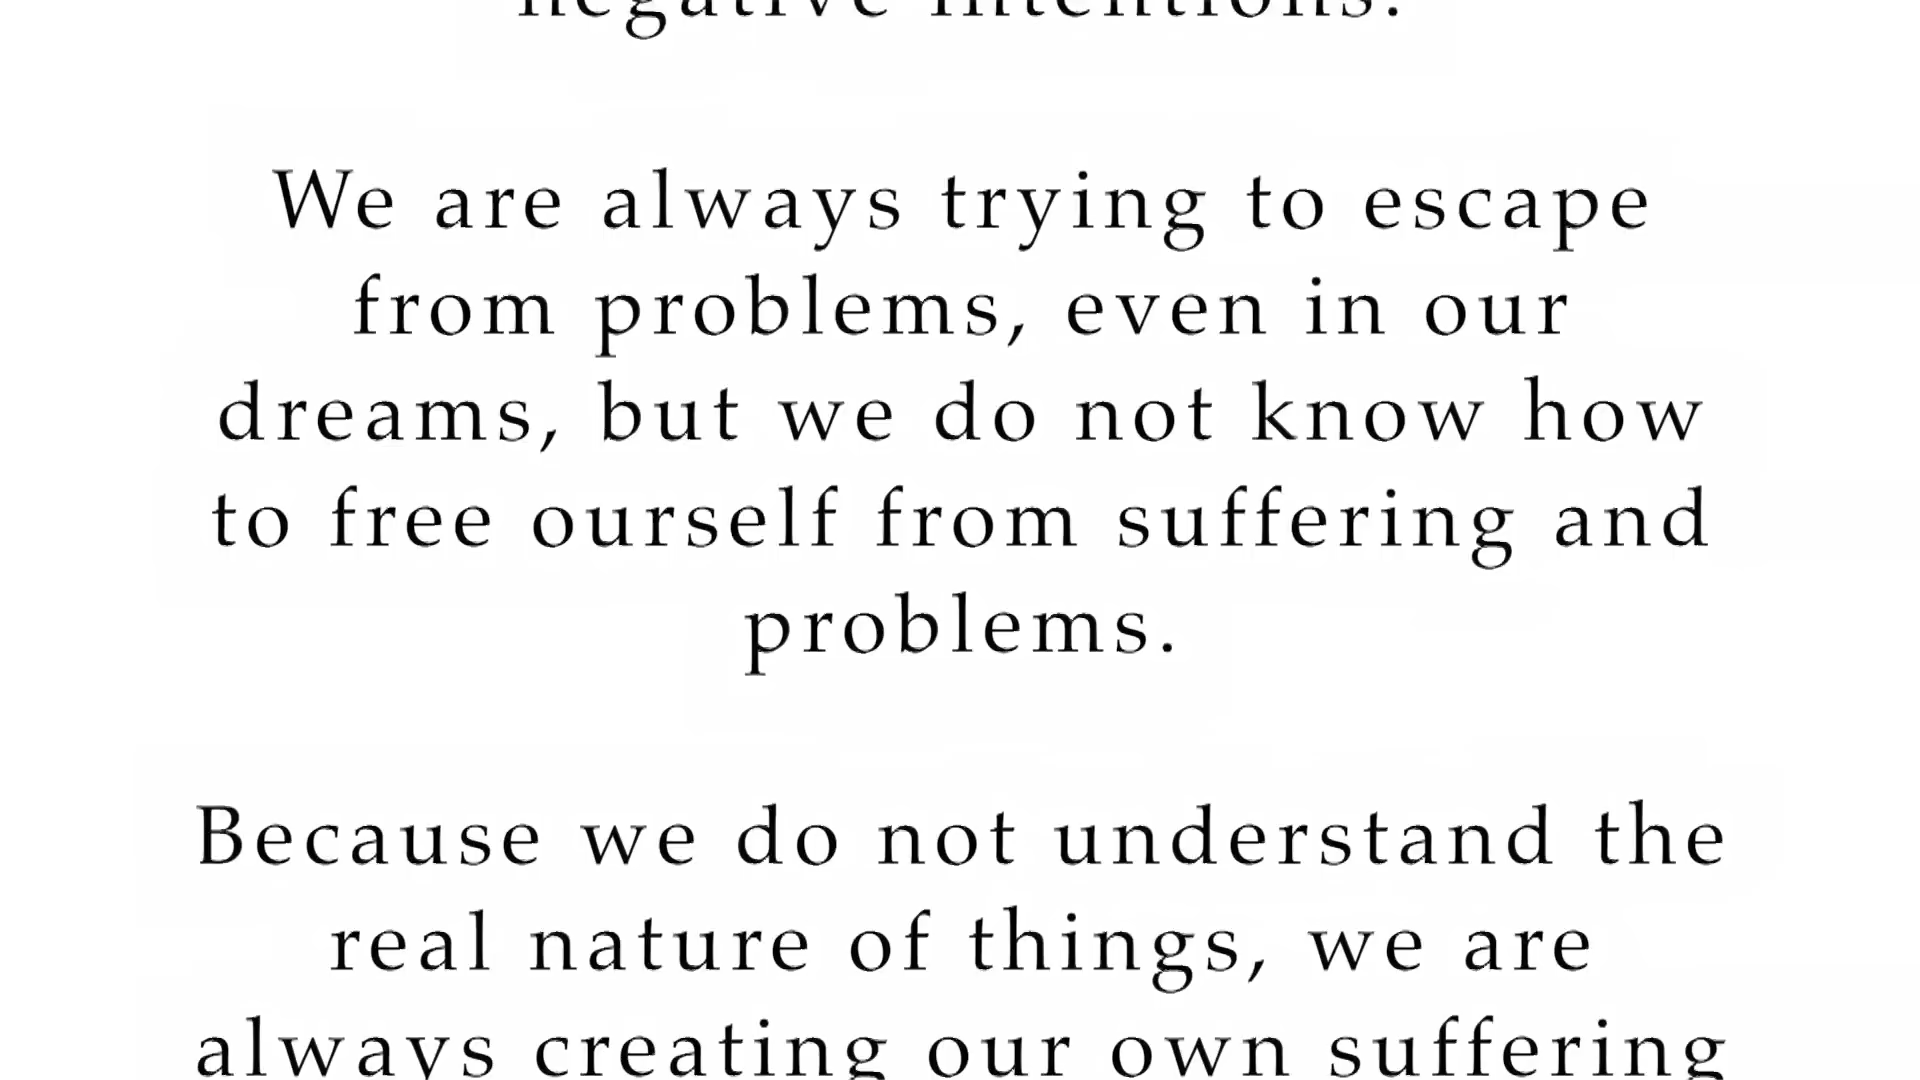 negative intentions.
We are always trying to escape
from problems, even in our
dreams, but we do not know how
to free ourself from suffering and
problems.
Because we do not understand the
real nature of things, we are
always creating our own suffering